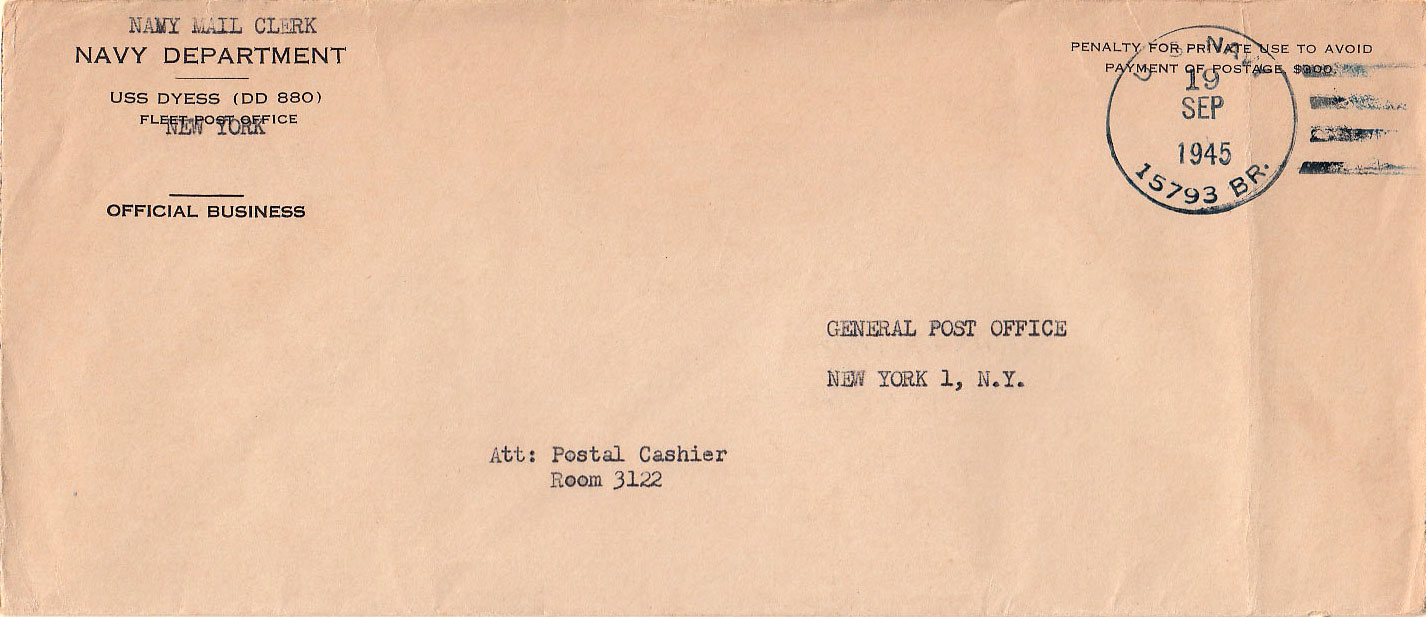 NAVY MAIL CLERK
NAVY DEPARTMENT
USS DYESS (DD 880)
FLEET POST OFFICE
NEW YORK
OFFICIAL BUSINESS
PENALTY FOR PRIVATE USE TO AVOID
PAYMENT OF POSTAGE $300.
U. S. NAVY
19
SEP
1945
15793 BR.
GENERAL POST OFFICE
NEW YORK 1, N.Y.
Att: Postal Cashier
Room 3122